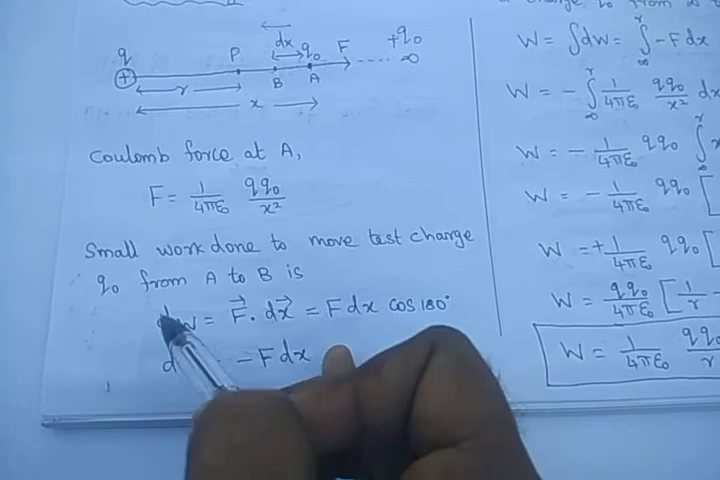 dx
q P q₀ F +q₀
⊕ B A ..... ∞
r
x
Coulomb force at A,
F = 1/4πε₀ qq₀/x²
Small work done to move test charge
q₀ from A to B is
dW = F⃗ . dx⃗ = F dx cos 180°
d - F dx
W = ∫dW = ∫∞^r -F dx
W = - ∫∞^r 1/4πε₀ qq₀/x² dx
W = - 1/4πε₀ qq₀ ∫∞^r
W = - 1/4πε₀ qq₀ [
W = + 1/4πε₀ qq₀ [
W = qq₀/4πε₀ [ 1/r -
W = 1/4πε₀ qq₀/r